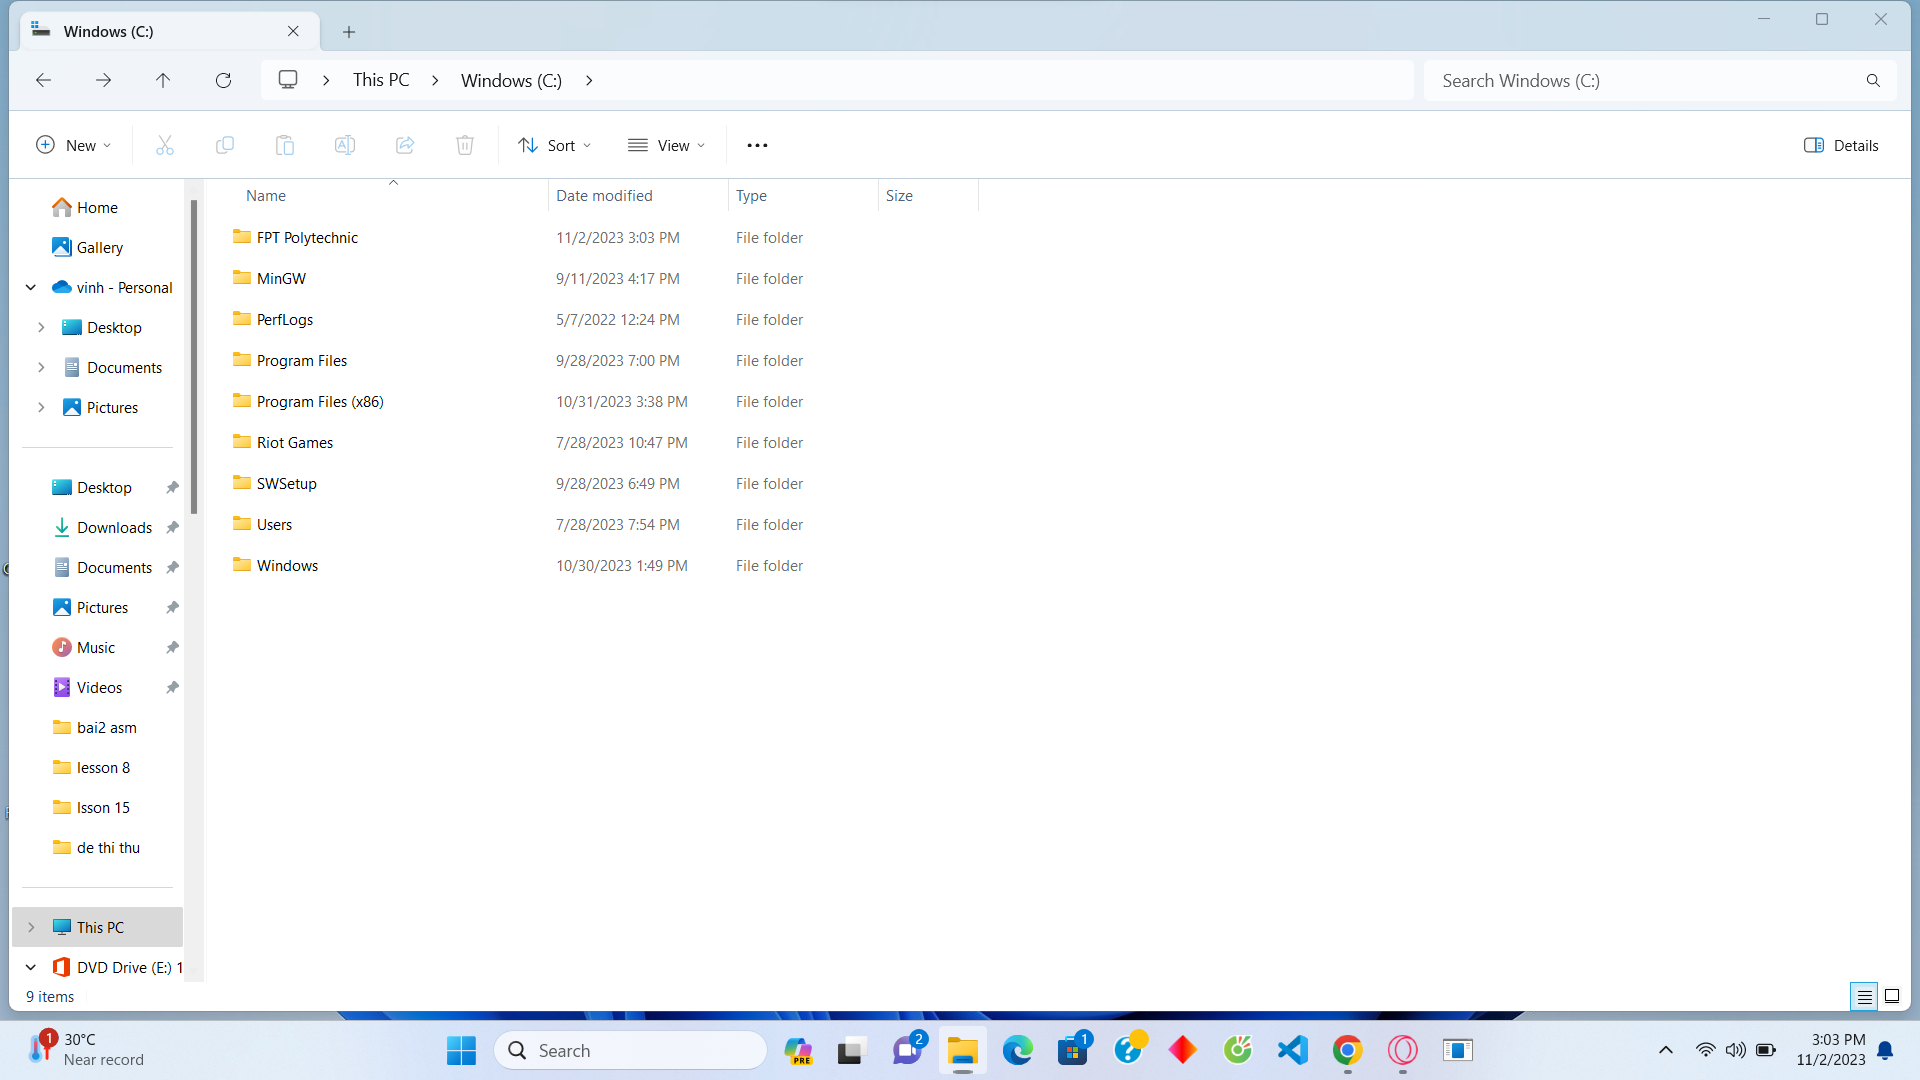 Windows (C:)
This PC
Windows (C:)
Search Windows (C:)
New
Sort
View
Details
Name
Date modified
Type
Size
FPT Polytechnic 11/2/2023 3:03 PM File folder
MinGW 9/11/2023 4:17 PM File folder
PerfLogs 5/7/2022 12:24 PM File folder
Program Files 9/28/2023 7:00 PM File folder
Program Files (x86) 10/31/2023 3:38 PM File folder
Riot Games 7/28/2023 10:47 PM File folder
SWSetup 9/28/2023 6:49 PM File folder
Users 7/28/2023 7:54 PM File folder
Windows 10/30/2023 1:49 PM File folder
Home
Gallery
vinh - Personal
Desktop
Documents
Pictures
Desktop
Downloads
Documents
Pictures
Music
Videos
bai2 asm
lesson 8
lsson 15
de thi thu
This PC
DVD Drive (E:) 1
9 items
1
30°C
Near record
Search
PRE
2
1
3:03 PM
11/2/2023